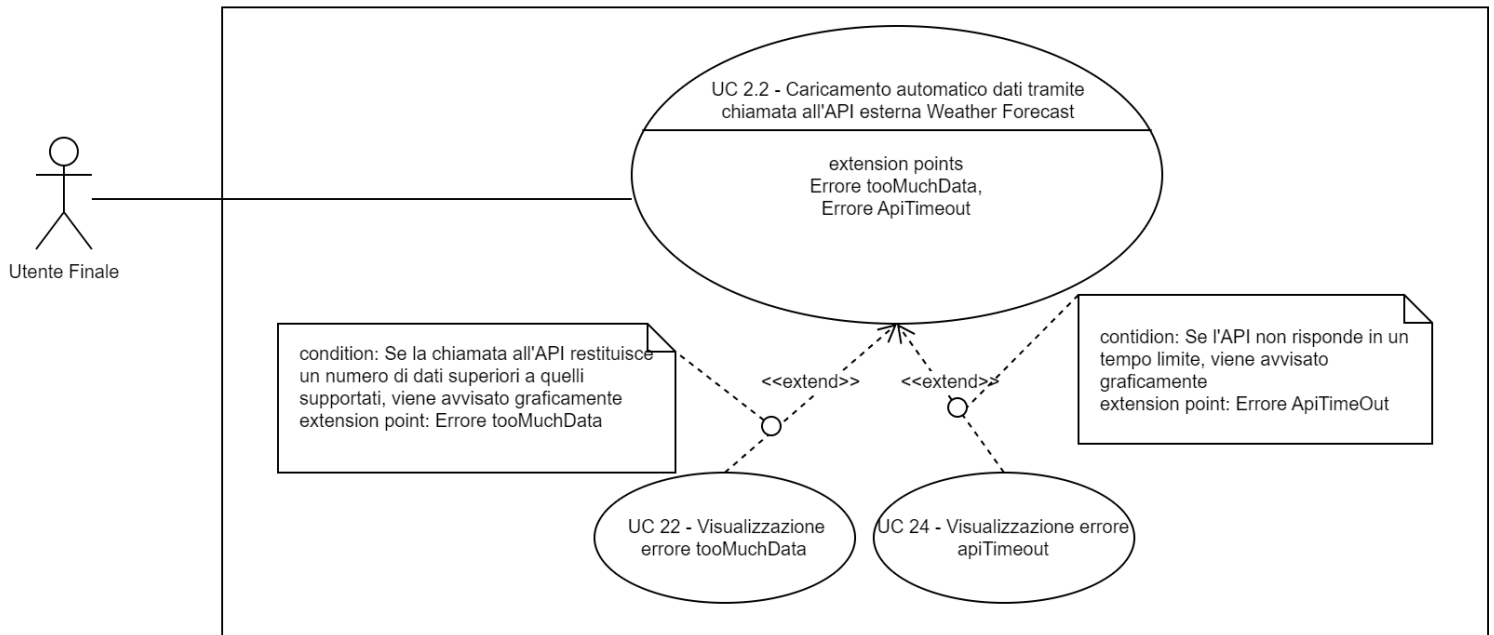 UC 2.2 - Caricamento automatico dati tramite
chiamata all'API esterna Weather Forecast
extension points
Errore tooMuchData,
Errore ApiTimeout
Utente Finale
condition: Se la chiamata all'API restituisce
un numero di dati superiori a quelli
supportati, viene avvisato graficamente
extension point: Errore tooMuchData
<<extend>>
<<extend>>
contidion: Se l'API non risponde in un
tempo limite, viene avvisato
graficamente
extension point: Errore ApiTimeOut
UC 22 - Visualizzazione
errore tooMuchData
UC 24 - Visualizzazione errore
apiTimeout